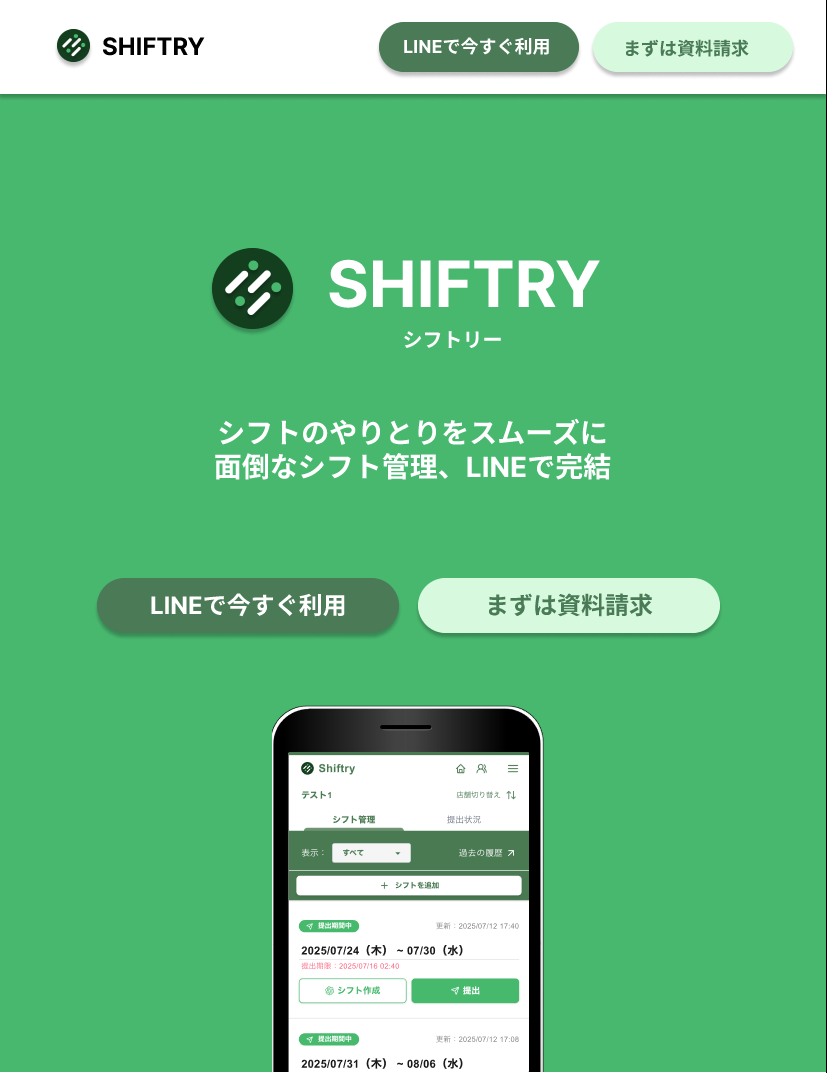 SHIFTRY
LINEで今すぐ利用
まずは資料請求
SHIFTRY
シフトリー
シフトのやりとりをスムーズに
面倒なシフト管理、LINEで完結
LINEで今すぐ利用
まずは資料請求
Shiftry
テスト1
店舗切り替え
シフト管理
提出状況
表示：
すべて
過去の履歴
＋ シフトを追加
提出期間中
更新：2025/07/12 17:40
2025/07/24（木） ~ 07/30（水）
提出期限：2025/07/16 02:40
シフト作成
提出
提出期間中
更新：2025/07/12 17:08
2025/07/31（木） ~ 08/06（水）